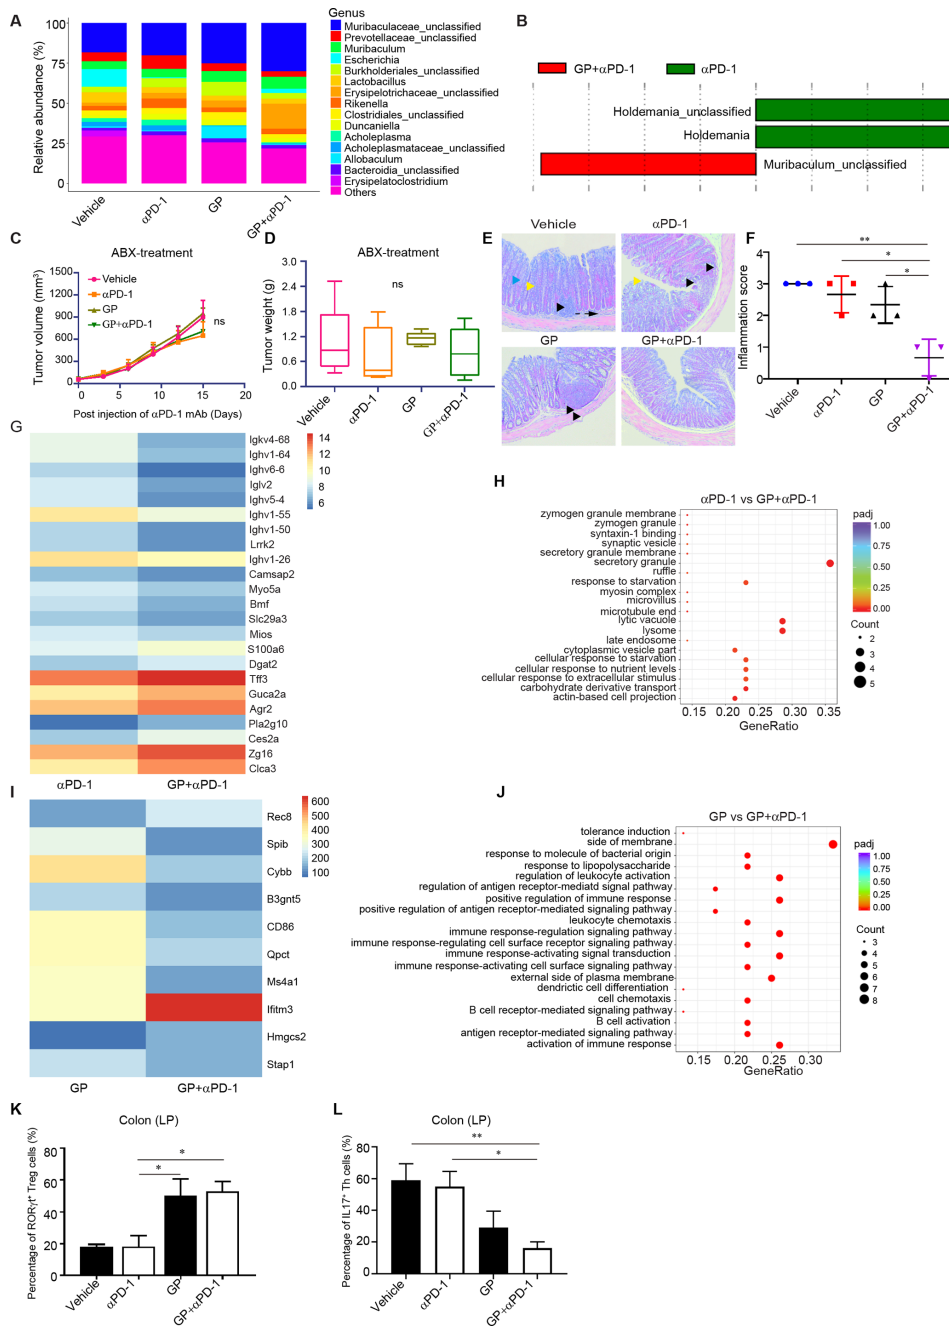 A
Relative abundance (%)
100
75
50
25
0
Vehicle
αPD-1
GP
GP+αPD-1
Genus
Muribaculaceae_unclassified
Prevotellaceae_unclassified
Muribaculum
Escherichia
Burkholderiales_unclassified
Lactobacillus
Erysipelotrichaceae_unclassified
Rikenella
Clostridiales_unclassified
Duncaniella
Acholeplasma
Acholeplasmataceae_unclassified
Allobaculum
Bacteroidia_unclassified
Erysipelatoclostridium
Others
B
GP+αPD-1
αPD-1
Holdemania_unclassified
Holdemania
Muribaculum_unclassified
C
ABX-treatment
Tumor volume (mm³)
1500
1200
900
600
300
0
Vehicle
αPD-1
GP
GP+αPD-1
ns
0 5 10 15 20
Post injection of αPD-1 mAb (Days)
D
ABX-treatment
Tumor weight (g)
3.0
2.4
1.8
1.2
0.6
0.0
ns
Vehicle
αPD-1
GP
GP+αPD-1
E
Vehicle
αPD-1
GP
GP+αPD-1
F
Inflammation score
4
3
2
1
0
**
*
*
Vehicle
αPD-1
GP
GP+αPD-1
G
Igkv4-68
Ighv1-64
Ighv6-6
Iglv2
Ighv5-4
Ighv1-55
Ighv1-50
Lrrk2
Ighv1-26
Camsap2
Myo5a
Bmf
Slc29a3
Mios
S100a6
Dgat2
Tff3
Guca2a
Agr2
Pla2g10
Ces2a
Zg16
Clca3
αPD-1
GP+αPD-1
14
12
10
8
6
H
αPD-1 vs GP+αPD-1
zymogen granule membrane
zymogen granule
syntaxin-1 binding
synaptic vesicle
secretory granule membrane
secretory granule
ruffle
response to starvation
myosin complex
microvillus
microtubule end
lytic vacuole
lysome
late endosome
cytoplasmic vesicle part
cellular response to starvation
cellular response to nutrient levels
cellular response to extracellular stimulus
carbohydrate derivative transport
actin-based cell projection
0.15 0.20 0.25 0.30 0.35
GeneRatio
padj
1.00
0.75
0.50
0.25
0.00
Count
2
3
4
5
I
Rec8
Spib
Cybb
B3gnt5
CD86
Qpct
Ms4a1
Ifitm3
Hmgcs2
Stap1
GP
GP+αPD-1
600
500
400
300
200
100
J
GP vs GP+αPD-1
tolerance induction
side of membrane
response to molecule of bacterial origin
response to lipopolysaccharide
regulation of leukocyte activation
regulation of antigen receptor-mediatd signal pathway
positive regulation of immune response
positive regulation of antigen receptor-mediated signaling pathway
leukocyte chemotaxis
immune response-regulation signaling pathway
immune response-regulating cell surface receptor signaling pathway
immune response-activating signal transduction
immune response-activating cell surface signaling pathway
external side of plasma membrane
dendritic cell differentiation
cell chemotaxis
B cell receptor-mediated signaling pathway
B cell activation
antigen receptor-mediated signaling pathway
activation of immune response
0.15 0.20 0.25 0.30
GeneRatio
padj
1.00
0.75
0.50
0.25
0.00
Count
3
4
5
6
7
8
K
Colon (LP)
Percentage of RORγt⁺ Treg cells (%)
80
60
40
20
0
*
*
Vehicle
αPD-1
GP
GP+αPD-1
L
Colon (LP)
Percentage of IL17⁺ Th cells (%)
80
60
40
20
0
**
*
Vehicle
αPD-1
GP
GP+αPD-1